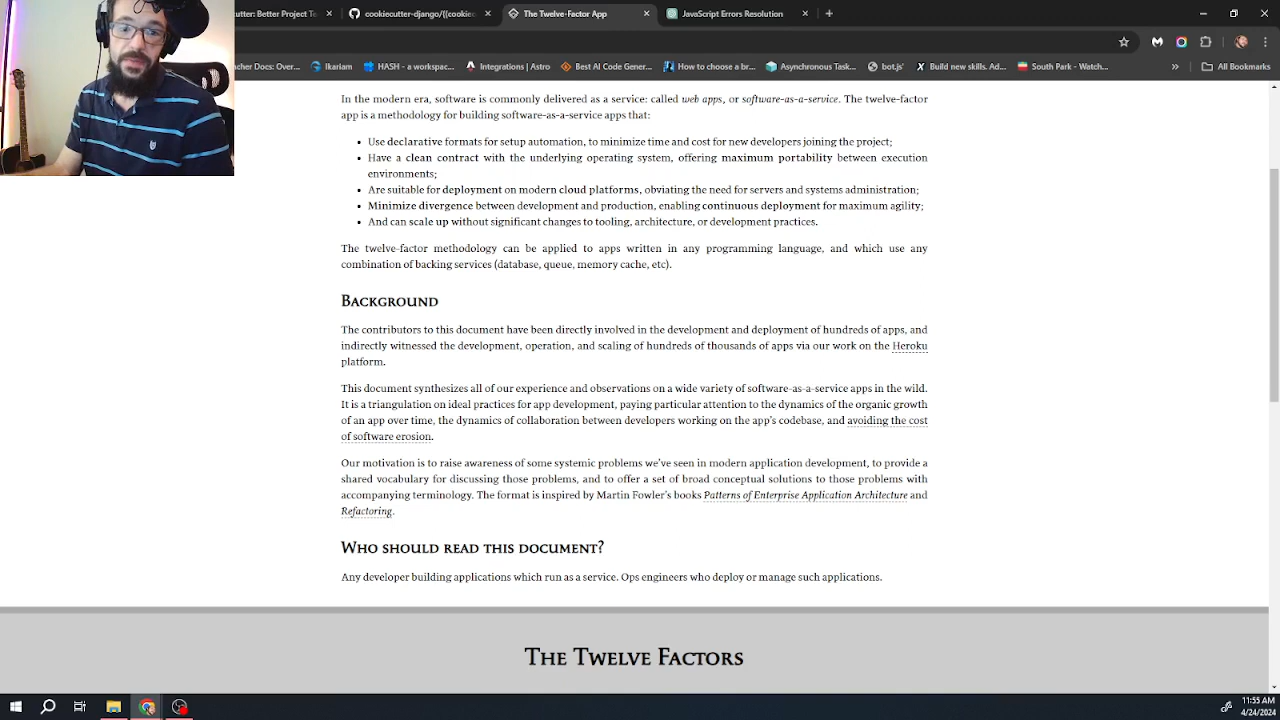 cutter: Better Project To
cookiecutter-django/{{cookie
The Twelve-Factor App
JavaScript Errors Resolution
cher Docs: Over...
Ikariam
HASH - a workspac...
Integrations | Astro
Best AI Code Gener...
How to choose a br...
Asynchronous Task...
bot.js'
Build new skills. Ad...
South Park - Watch...
All Bookmarks
In the modern era, software is commonly delivered as a service: called web apps, or software-as-a-service. The twelve-factor
app is a methodology for building software-as-a-service apps that:
• Use declarative formats for setup automation, to minimize time and cost for new developers joining the project;
• Have a clean contract with the underlying operating system, offering maximum portability between execution
environments;
• Are suitable for deployment on modern cloud platforms, obviating the need for servers and systems administration;
• Minimize divergence between development and production, enabling continuous deployment for maximum agility;
• And can scale up without significant changes to tooling, architecture, or development practices.
The twelve-factor methodology can be applied to apps written in any programming language, and which use any
combination of backing services (database, queue, memory cache, etc).
Background
The contributors to this document have been directly involved in the development and deployment of hundreds of apps, and
indirectly witnessed the development, operation, and scaling of hundreds of thousands of apps via our work on the Heroku
platform.
This document synthesizes all of our experience and observations on a wide variety of software-as-a-service apps in the wild.
It is a triangulation on ideal practices for app development, paying particular attention to the dynamics of the organic growth
of an app over time, the dynamics of collaboration between developers working on the app's codebase, and avoiding the cost
of software erosion.
Our motivation is to raise awareness of some systemic problems we've seen in modern application development, to provide a
shared vocabulary for discussing those problems, and to offer a set of broad conceptual solutions to those problems with
accompanying terminology. The format is inspired by Martin Fowler's books Patterns of Enterprise Application Architecture and
Refactoring.
Who should read this document?
Any developer building applications which run as a service. Ops engineers who deploy or manage such applications.
The Twelve Factors
11:55 AM
4/24/2024